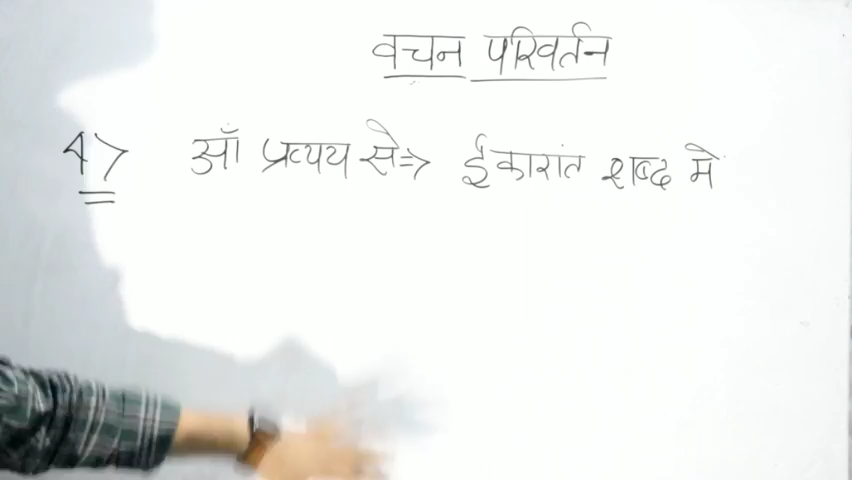 वचन परिवर्तन
4> आँ प्रत्यय से => ईकारांत शब्द मे